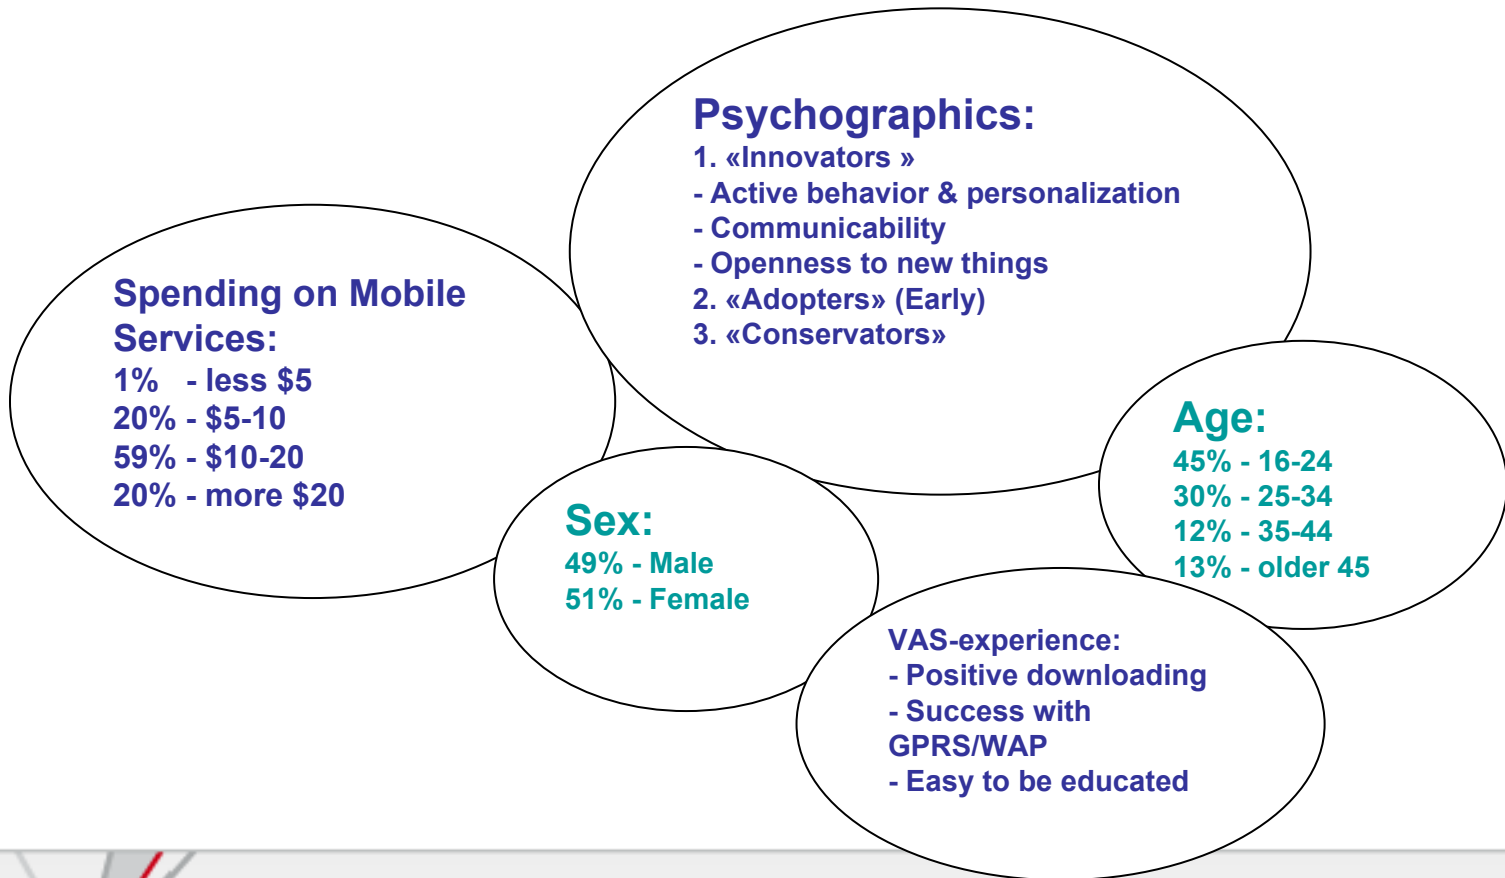 Psychographics:
1. «Innovators »
- Active behavior & personalization
- Communicability
- Openness to new things
2. «Adopters» (Early)
3. «Conservators»
Spending on Mobile
Services:
1%   - less $5
20% - $5-10
59% - $10-20
20% - more $20
Age:
45% - 16-24
30% - 25-34
12% - 35-44
13% - older 45
Sex:
49% - Male
51% - Female
VAS-experience:
- Positive downloading
- Success with
GPRS/WAP
- Easy to be educated